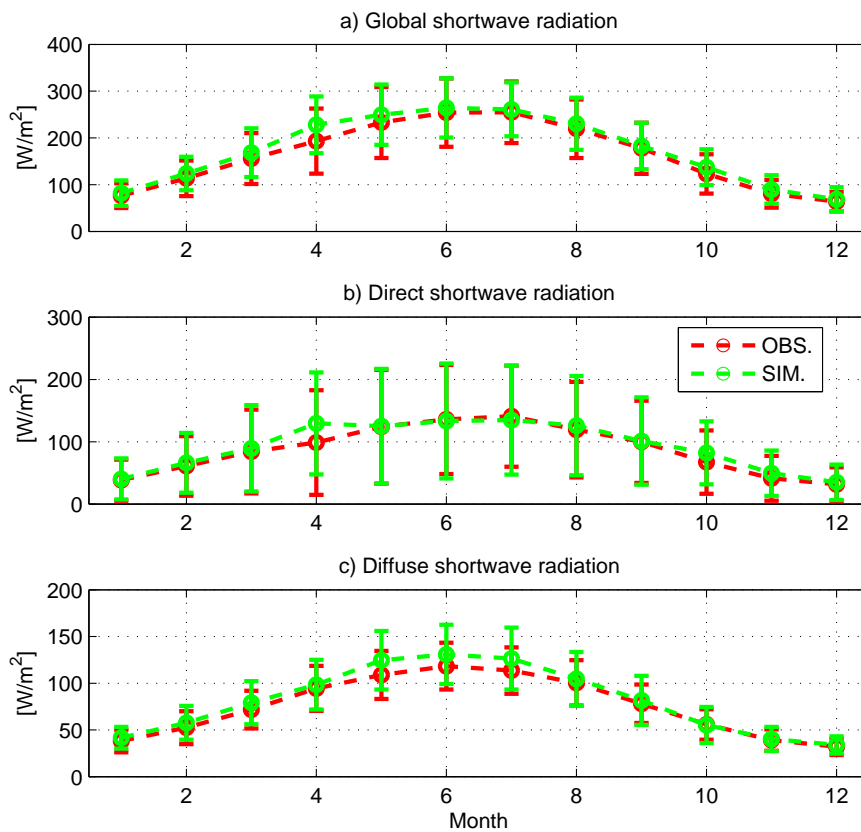 a) Global shortwave radiation
400
300
200
100
0
[W/m²]
2 4 6 8 10 12
b) Direct shortwave radiation
300
200
100
0
[W/m²]
OBS.
SIM.
2 4 6 8 10 12
c) Diffuse shortwave radiation
200
150
100
50
0
[W/m²]
2 4 6 8 10 12
Month